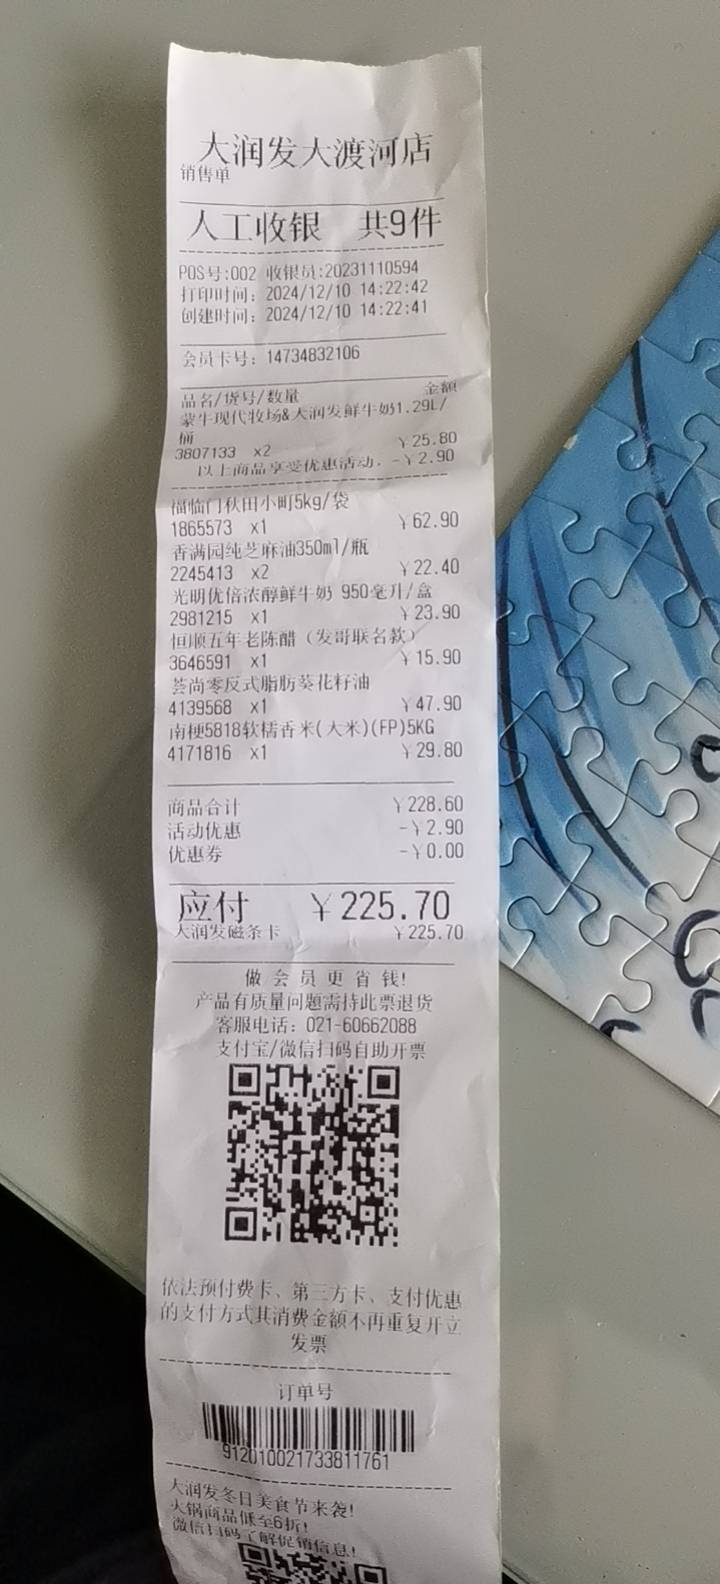 大润发大渡河店
销售单
人工收银 共9件
POS号:002 收银员:20231110594
打印时间: 2024/12/10 14:22:42
创建时间: 2024/12/10 14:22:41
会员卡号: 14734832106
品名/货号/数量 金额
蒙牛现代牧场&大润发鲜牛奶1.29L/
桶
3807133 x2 ¥25.80
以上商品享受优惠活动, -¥2.90
福临门秋田小町5kg/袋
1865573 x1 ¥62.90
香满园纯芝麻油350ml/瓶
2245413 x2 ¥22.40
光明优倍浓醇鲜牛奶 950毫升/盒
2981215 x1 ¥23.90
恒顺五年老陈醋(发哥联名款)
3646591 x1 ¥15.90
荟尚零反式脂肪葵花籽油
4139568 x1 ¥47.90
南梗5818软糯香米(大米)(FP)5KG
4171816 x1 ¥29.80
商品合计 ¥228.60
活动优惠 -¥2.90
优惠券 -¥0.00
应付 ¥225.70
大润发磁条卡 ¥225.70
做会员更省钱!
产品有质量问题需持此票退货
客服电话: 021-60662088
支付宝/微信扫码自助开票
依法预付费卡、第三方卡、支付优惠
的支付方式其消费金额不再重复开立
发票
订单号
912010021733811761
大润发冬日美食节来袭!
火锅商品低至6折!
微信扫码了解促销信息!